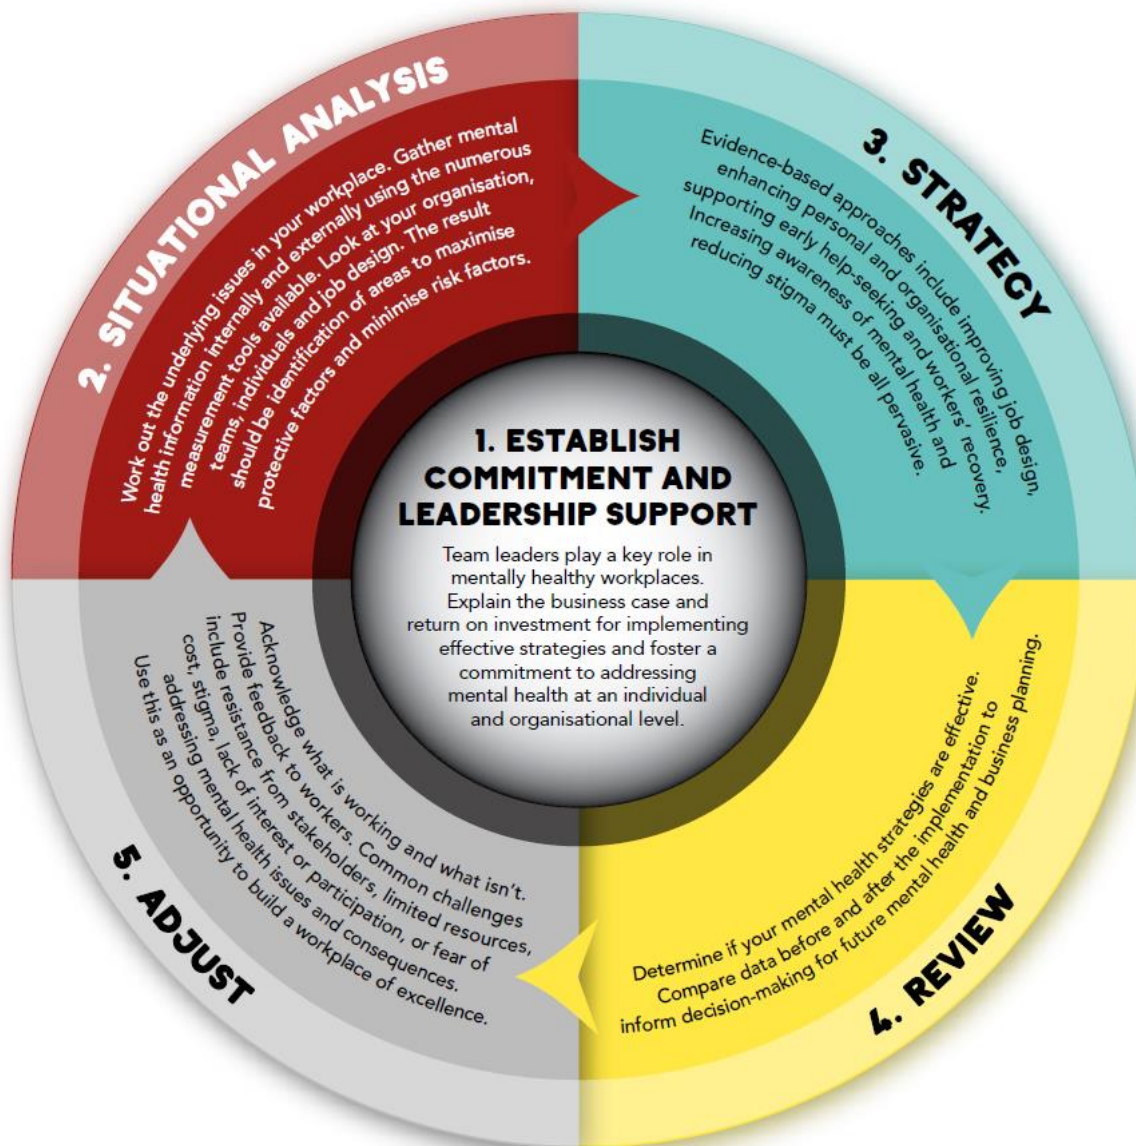 1. ESTABLISH
COMMITMENT AND
LEADERSHIP SUPPORT
Team leaders play a key role in
mentally healthy workplaces.
Explain the business case and
return on investment for implementing
effective strategies and foster a
commitment to addressing
mental health at an individual
and organisational level.
2. SITUATIONAL ANALYSIS
Work out the underlying issues in your workplace. Gather mental
health information internally and externally using the numerous
measurement tools available. Look at your organisation,
teams, individuals and job design. The result
should be identification of areas to maximise
protective factors and minimise risk factors.
3. STRATEGY
Evidence-based approaches include improving job design,
enhancing personal and organisational resilience,
supporting early help-seeking and workers' recovery.
Increasing awareness of mental health and
reducing stigma must be all pervasive.
4. REVIEW
Determine if your mental health strategies are effective.
Compare data before and after the implementation to
inform decision-making for future mental health and business planning.
5. ADJUST
Acknowledge what is working and what isn't.
Provide feedback to workers. Common challenges
include resistance from stakeholders, limited resources,
cost, stigma, lack of interest or participation, or fear of
addressing mental health issues and consequences.
Use this as an opportunity to build a workplace of excellence.